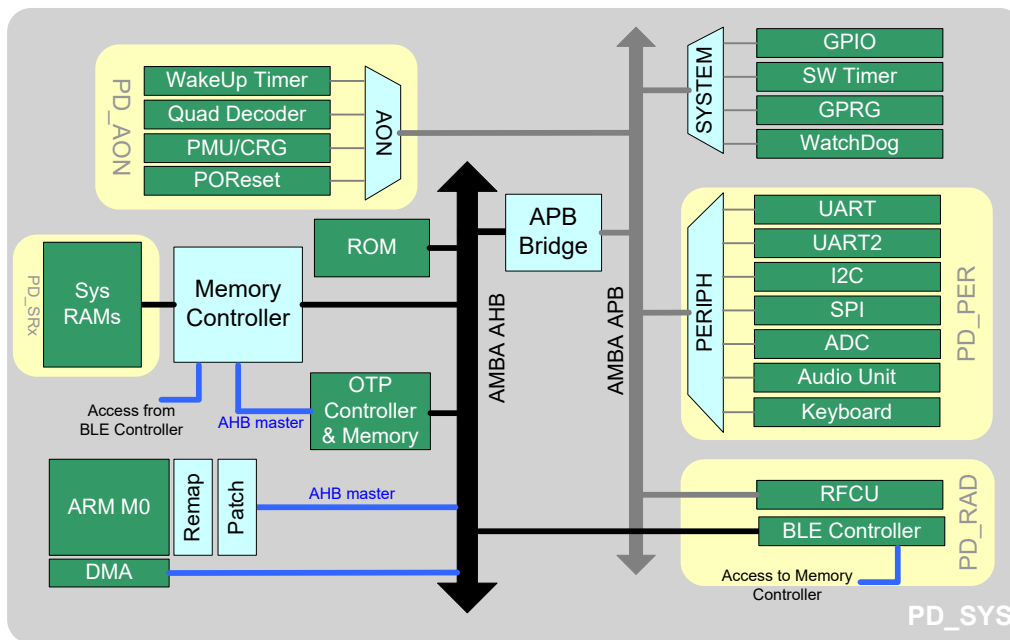 PD_AON
WakeUp Timer
Quad Decoder
PMU/CRG
POReset
AON
SYSTEM
GPIO
SW Timer
GPRG
WatchDog
ROM
APB
Bridge
PD_SRx
Sys
RAMs
Memory
Controller
AMBA AHB
AMBA APB
PERIPH
UART
UART2
I2C
SPI
ADC
Audio Unit
Keyboard
PD_PER
Access from
BLE Controller
AHB master
OTP
Controller
& Memory
ARM M0
Remap
Patch
AHB master
DMA
RFCU
BLE Controller
PD_RAD
Access to Memory
Controller
PD_SYS